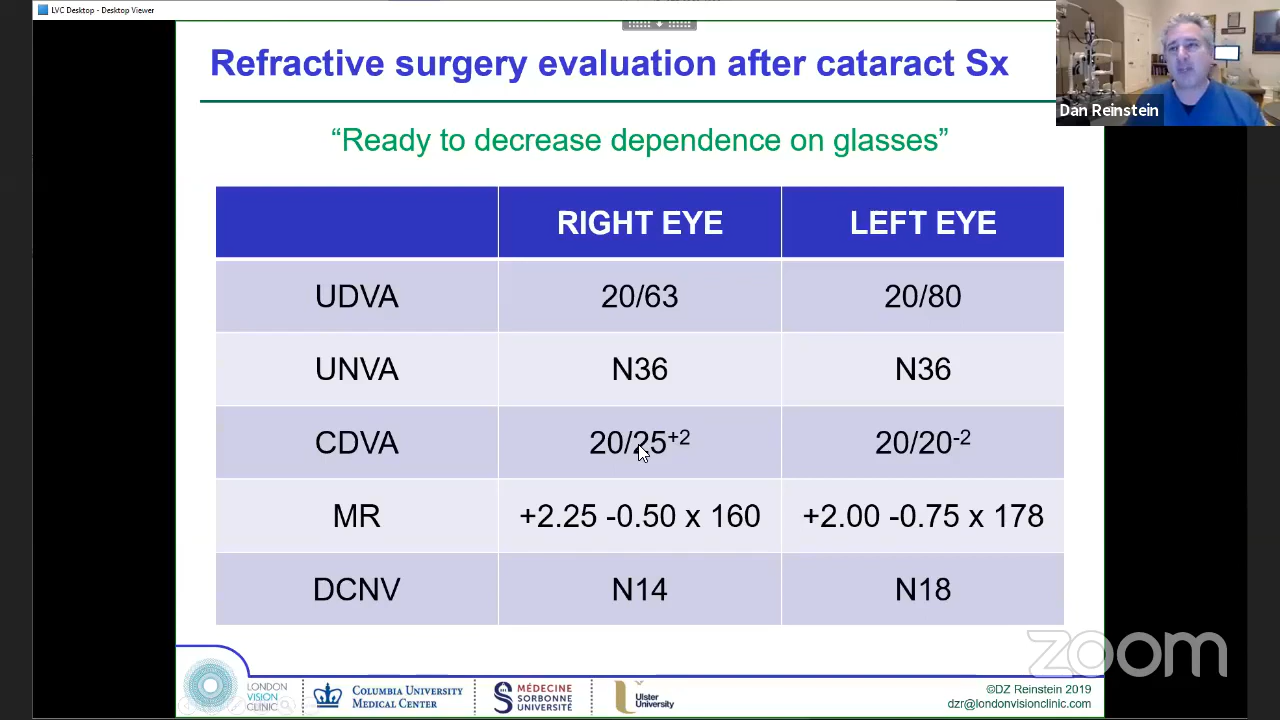 LVC Desktop - Desktop Viewer
Refractive surgery evaluation after cataract Sx
Dan Reinstein
“Ready to decrease dependence on glasses”
RIGHT EYE LEFT EYE
UDVA 20/63 20/80
UNVA N36 N36
CDVA 20/25+2 20/20-2
MR +2.25 -0.50 x 160 +2.00 -0.75 x 178
DCNV N14 N18
zoom
LONDON
VISION
CLINIC
COLUMBIA UNIVERSITY
MEDICAL CENTER
MÉDECINE
SORBONNE
UNIVERSITÉ
Ulster
University
©DZ Reinstein 2019
dzr@londonvisionclinic.com